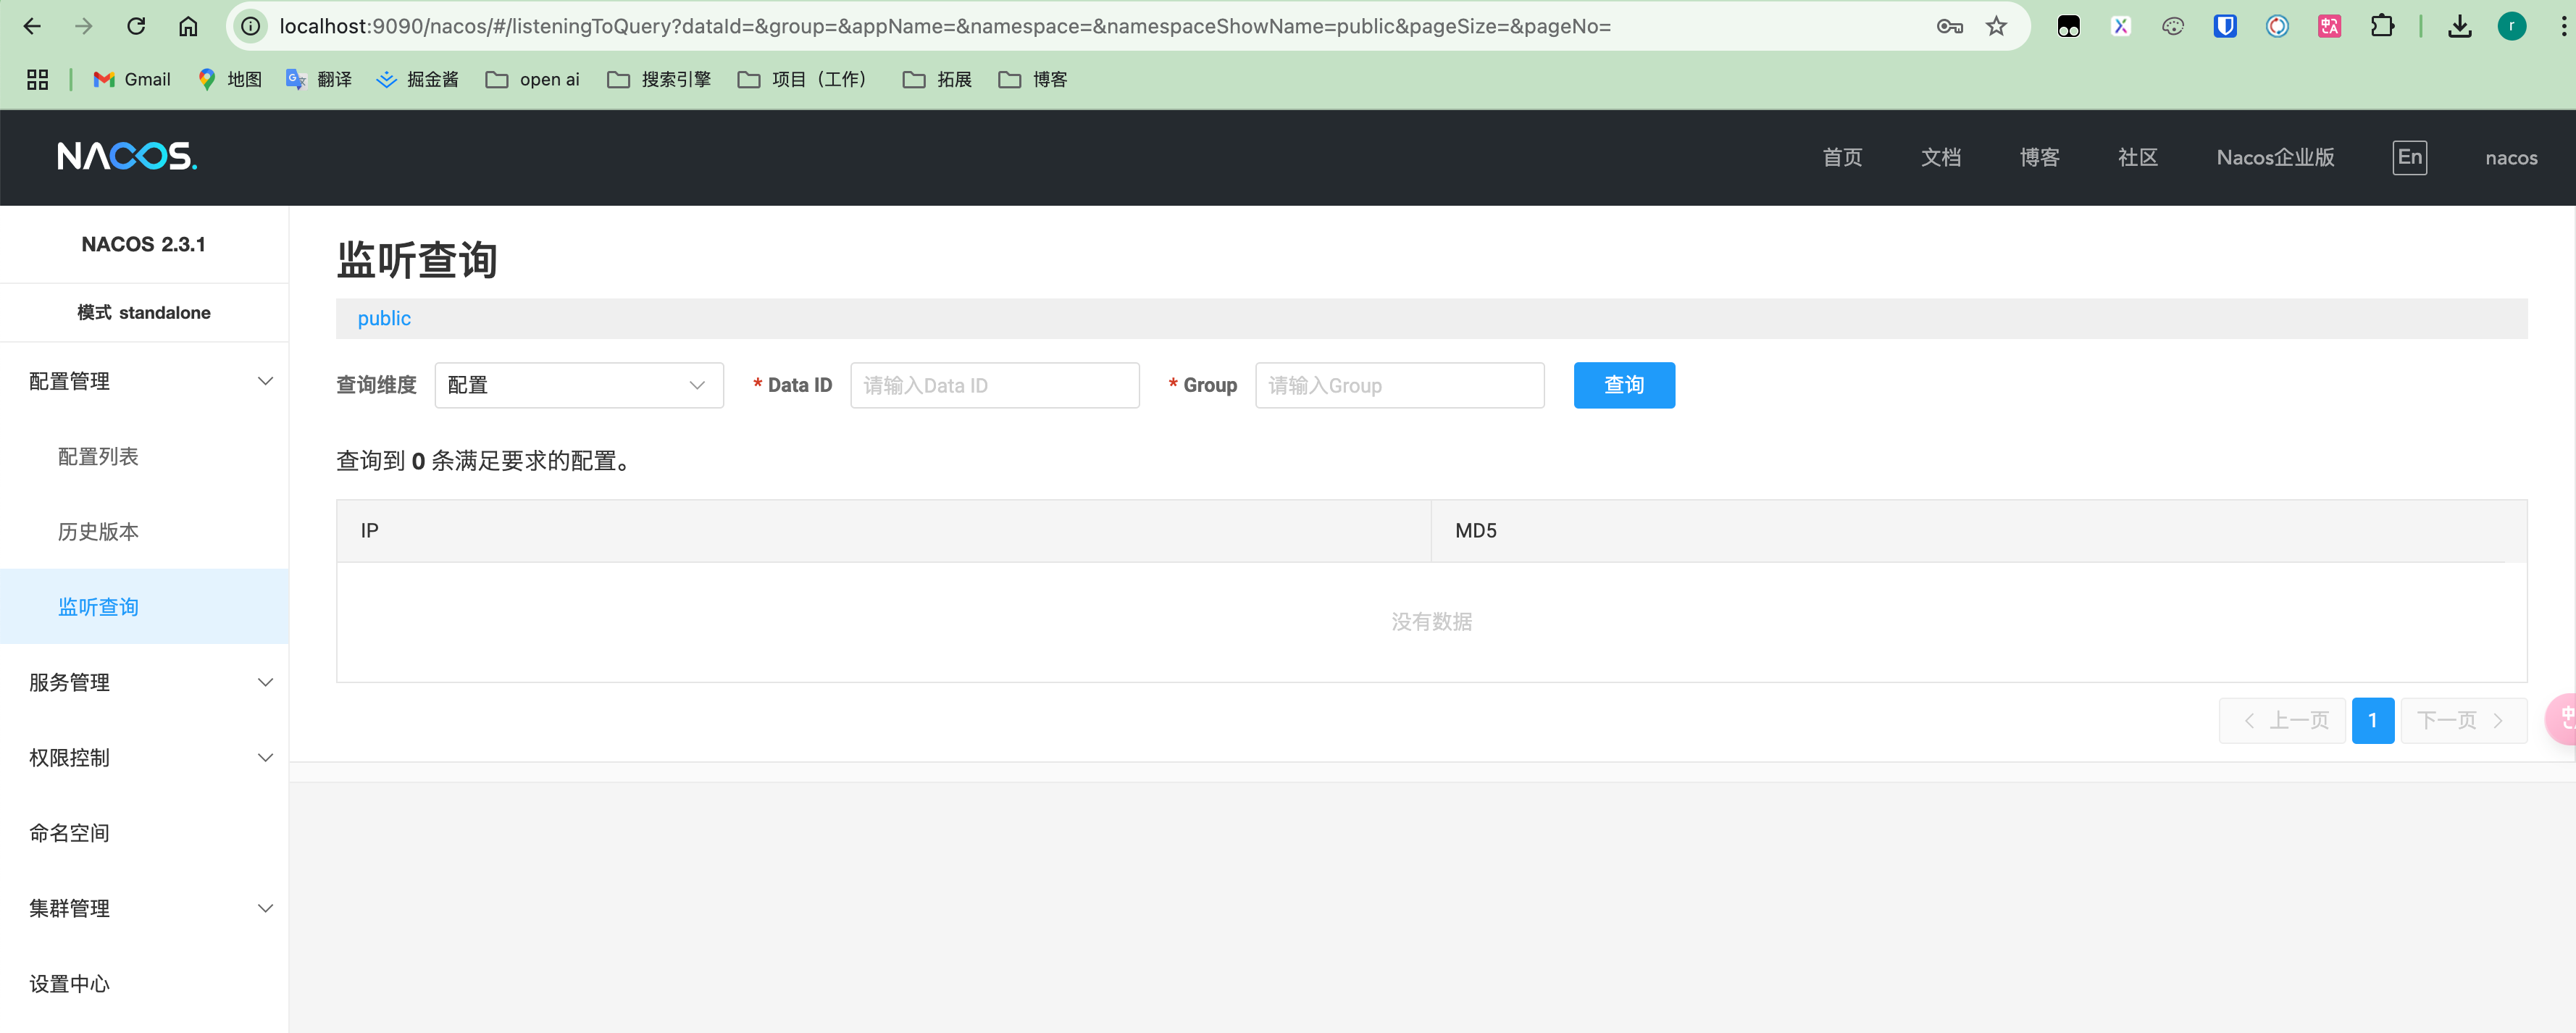 localhost:9090/nacos/#/listeningToQuery?dataId=&group=&appName=&namespace=&namespaceShowName=public&pageSize=&pageNo=
r
Gmail 地图 翻译 掘金酱 open ai 搜索引擎 项目（工作） 拓展 博客
NACOS. 首页 文档 博客 社区 Nacos企业版 En nacos
NACOS 2.3.1
模式 standalone
配置管理
配置列表
历史版本
监听查询
服务管理
权限控制
命名空间
集群管理
设置中心
监听查询
public
查询维度 配置 * Data ID 请输入Data ID * Group 请输入Group 查询
查询到 0 条满足要求的配置。
IP MD5
没有数据
上一页 1 下一页